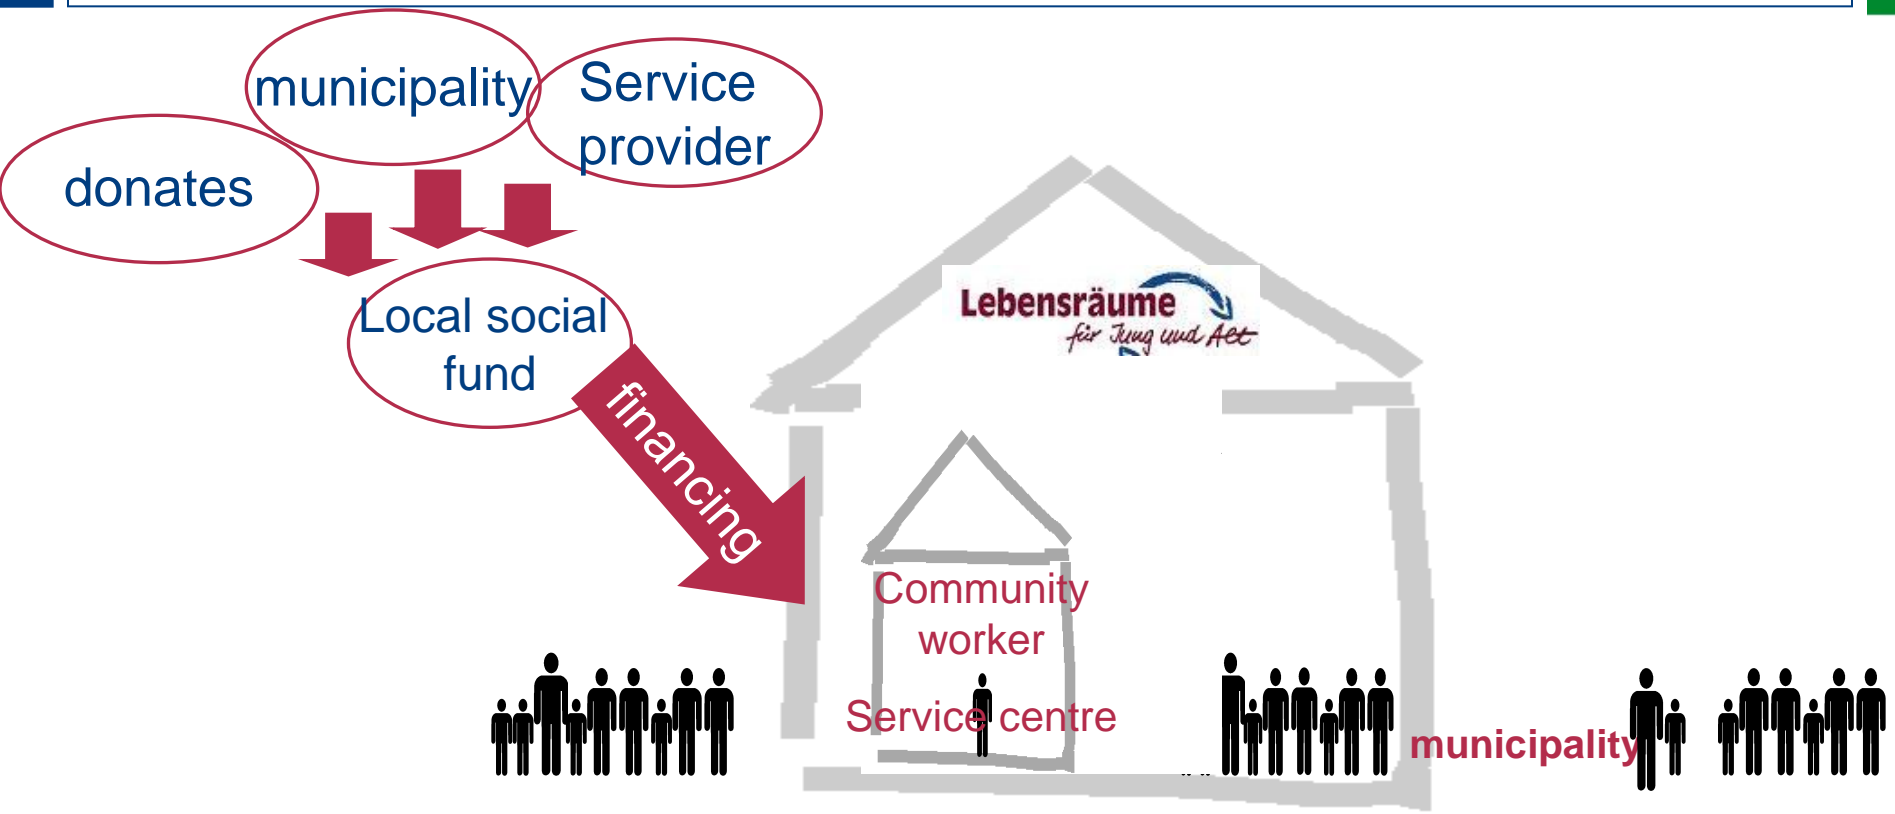 municipality
Service
provider
donates
Local social
fund
financing
Lebensräume
für Jung und Alt
Community
worker
Service centre
municipality